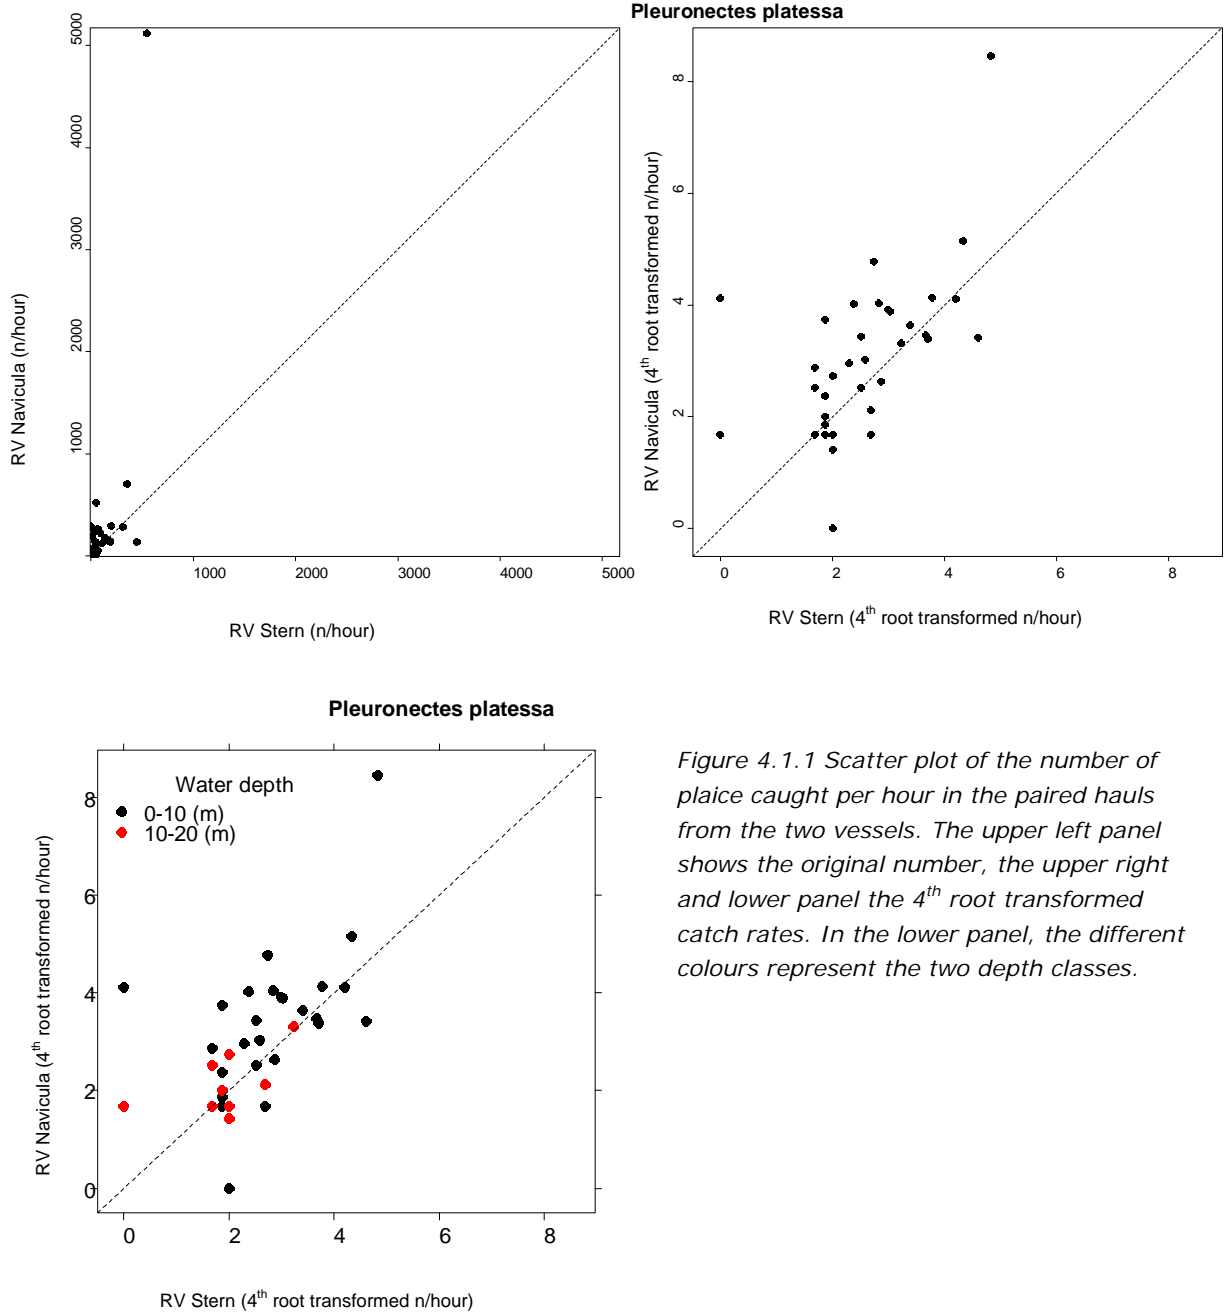 Pleuronectes platessa
5000
4000
3000
2000
1000
RV Navicula (n/hour)
1000 2000 3000 4000 5000
RV Stern (n/hour)
8
6
4
2
0
RV Navicula (4th root transformed n/hour)
0 2 4 6 8
RV Stern (4th root transformed n/hour)
Pleuronectes platessa
Water depth
0-10 (m)
10-20 (m)
8
6
4
2
0
RV Navicula (4th root transformed n/hour)
0 2 4 6 8
RV Stern (4th root transformed n/hour)
Figure 4.1.1 Scatter plot of the number of
plaice caught per hour in the paired hauls
from the two vessels. The upper left panel
shows the original number, the upper right
and lower panel the 4th root transformed
catch rates. In the lower panel, the different
colours represent the two depth classes.